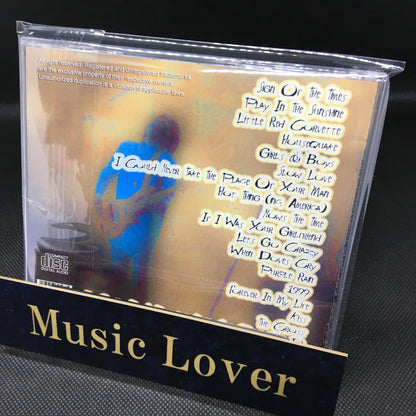 All right reserved. Registered and unregistered trademarks
are the exclusive property of their respective owners.
Unauthorized duplication is a violation of applicable laws.
Sign Of The Times
Play In The Sunshine
Little Red Corvette
Housequake
Girls & Boys
Slow Love
I Could Never Take The Place Of Your Man
Hot Thing (inc America)
Now's The Time
If I Was Your Girlfriend
Let's Go Crazy
When Doves Cry
Purple Rain
1999
Forever In My Life
Kiss
The Cross
COMPACT
disc
DIGITAL AUDIO
Music Lover